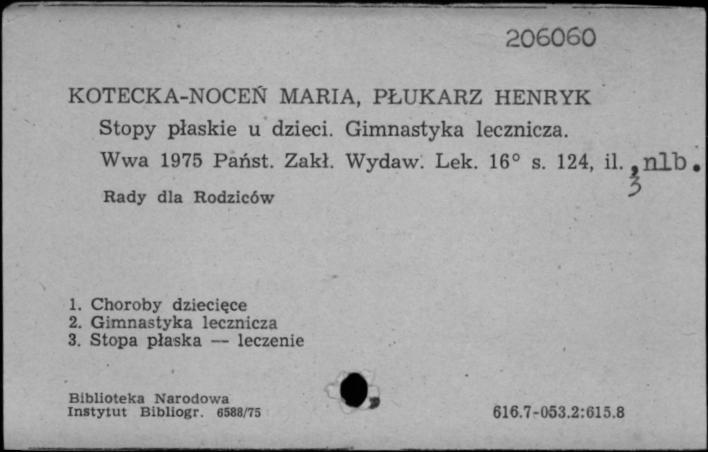 206060
KOTECKA-NOCEŃ MARIA, PŁUKARZ HENRYK
Stopy płaskie u dzieci. Gimnastyka lecznicza.
Wwa 1975 Państ. Zakł. Wydaw. Lek. 16° s. 124, il., nlb.
3
Rady dla Rodziców
1. Choroby dziecięce
2. Gimnastyka lecznicza
3. Stopa płaska — leczenie
Biblioteka Narodowa
Instytut Bibliogr. 6588/75
616.7-053.2:615.8